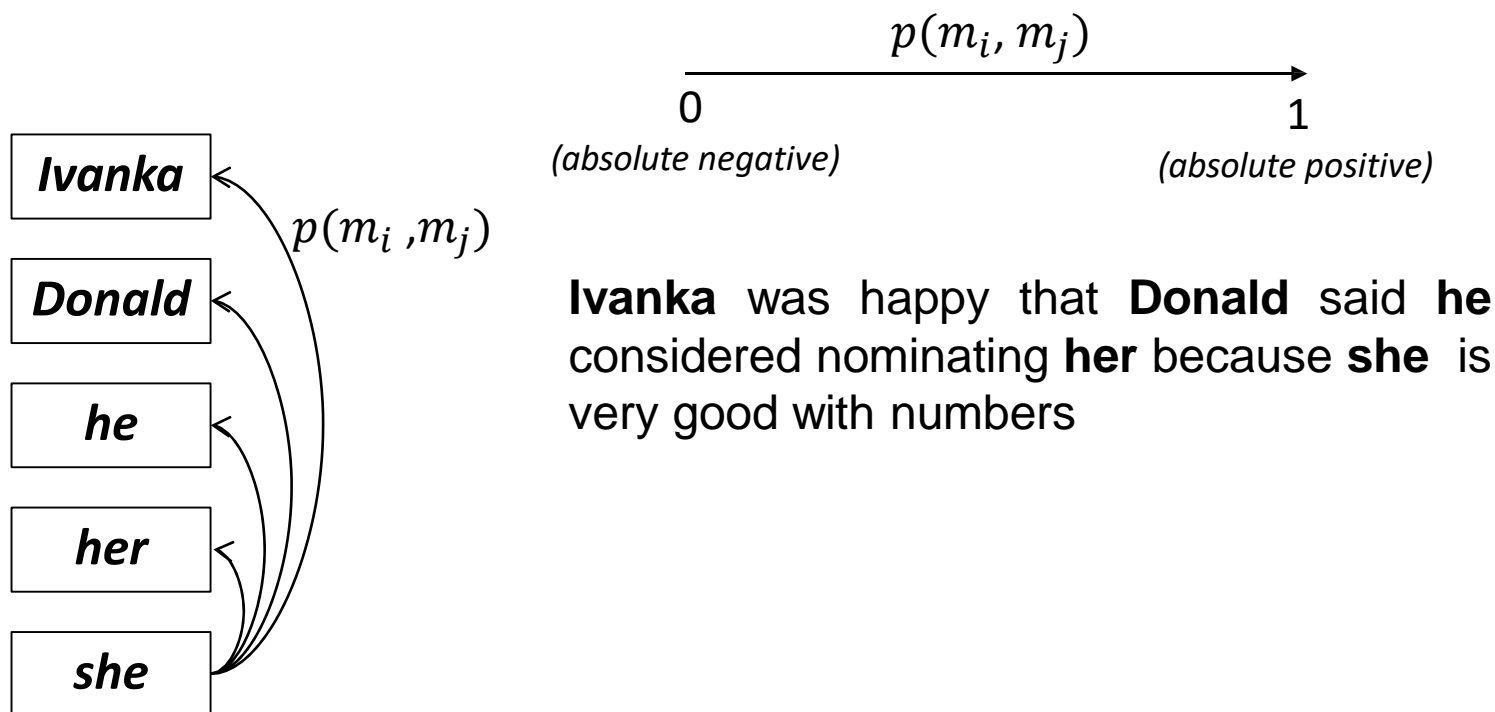 p(m_i, m_j)
0
1
(absolute negative)
(absolute positive)
Ivanka
p(m_i ,m_j)
Donald
he
her
she
Ivanka was happy that Donald said he
considered nominating her because she is
very good with numbers